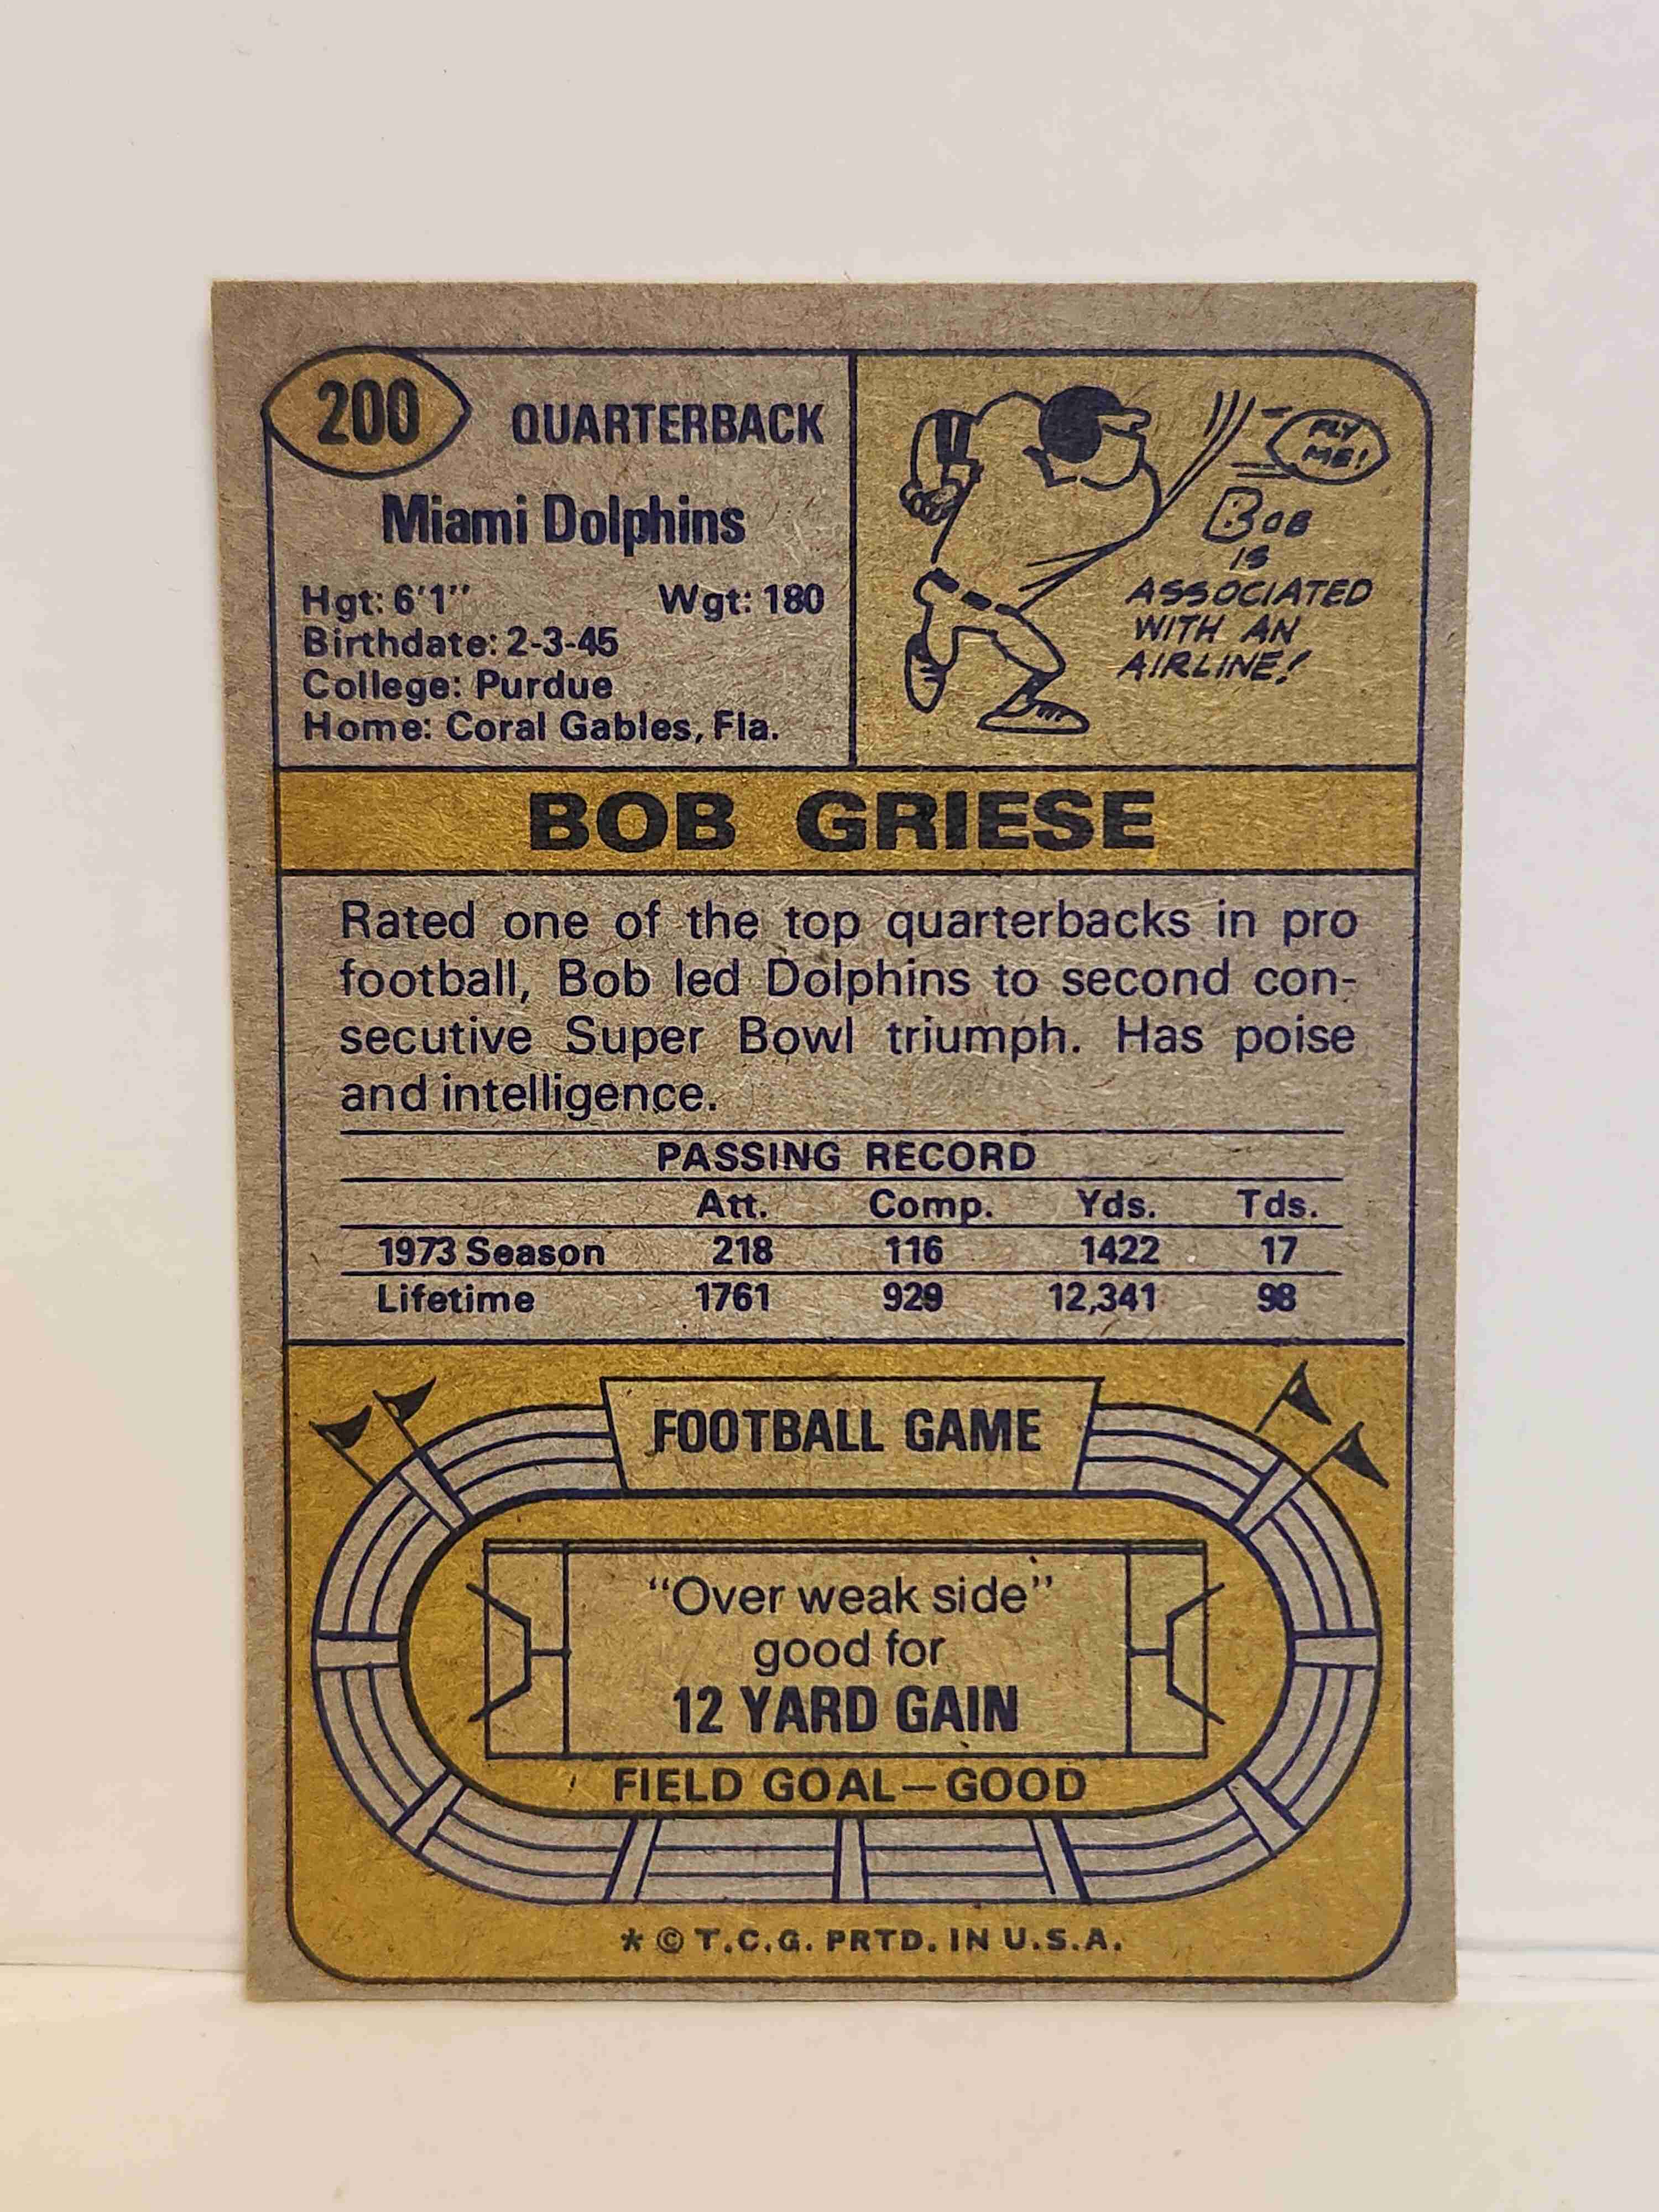 200 QUARTERBACK
Miami Dolphins
Hgt: 6'1" Wgt: 180
Birthdate: 2-3-45
College: Purdue
Home: Coral Gables, Fla.
FLY
ME!
BOB
IS
ASSOCIATED
WITH AN
AIRLINE!
BOB GRIESE
Rated one of the top quarterbacks in pro
football, Bob led Dolphins to second con-
secutive Super Bowl triumph. Has poise
and intelligence.
PASSING RECORD
Att. Comp. Yds. Tds.
1973 Season 218 116 1422 17
Lifetime 1761 929 12,341 98
FOOTBALL GAME
"Over weak side"
good for
12 YARD GAIN
FIELD GOAL—GOOD
* © T.C.G. PRTD. IN U.S.A.